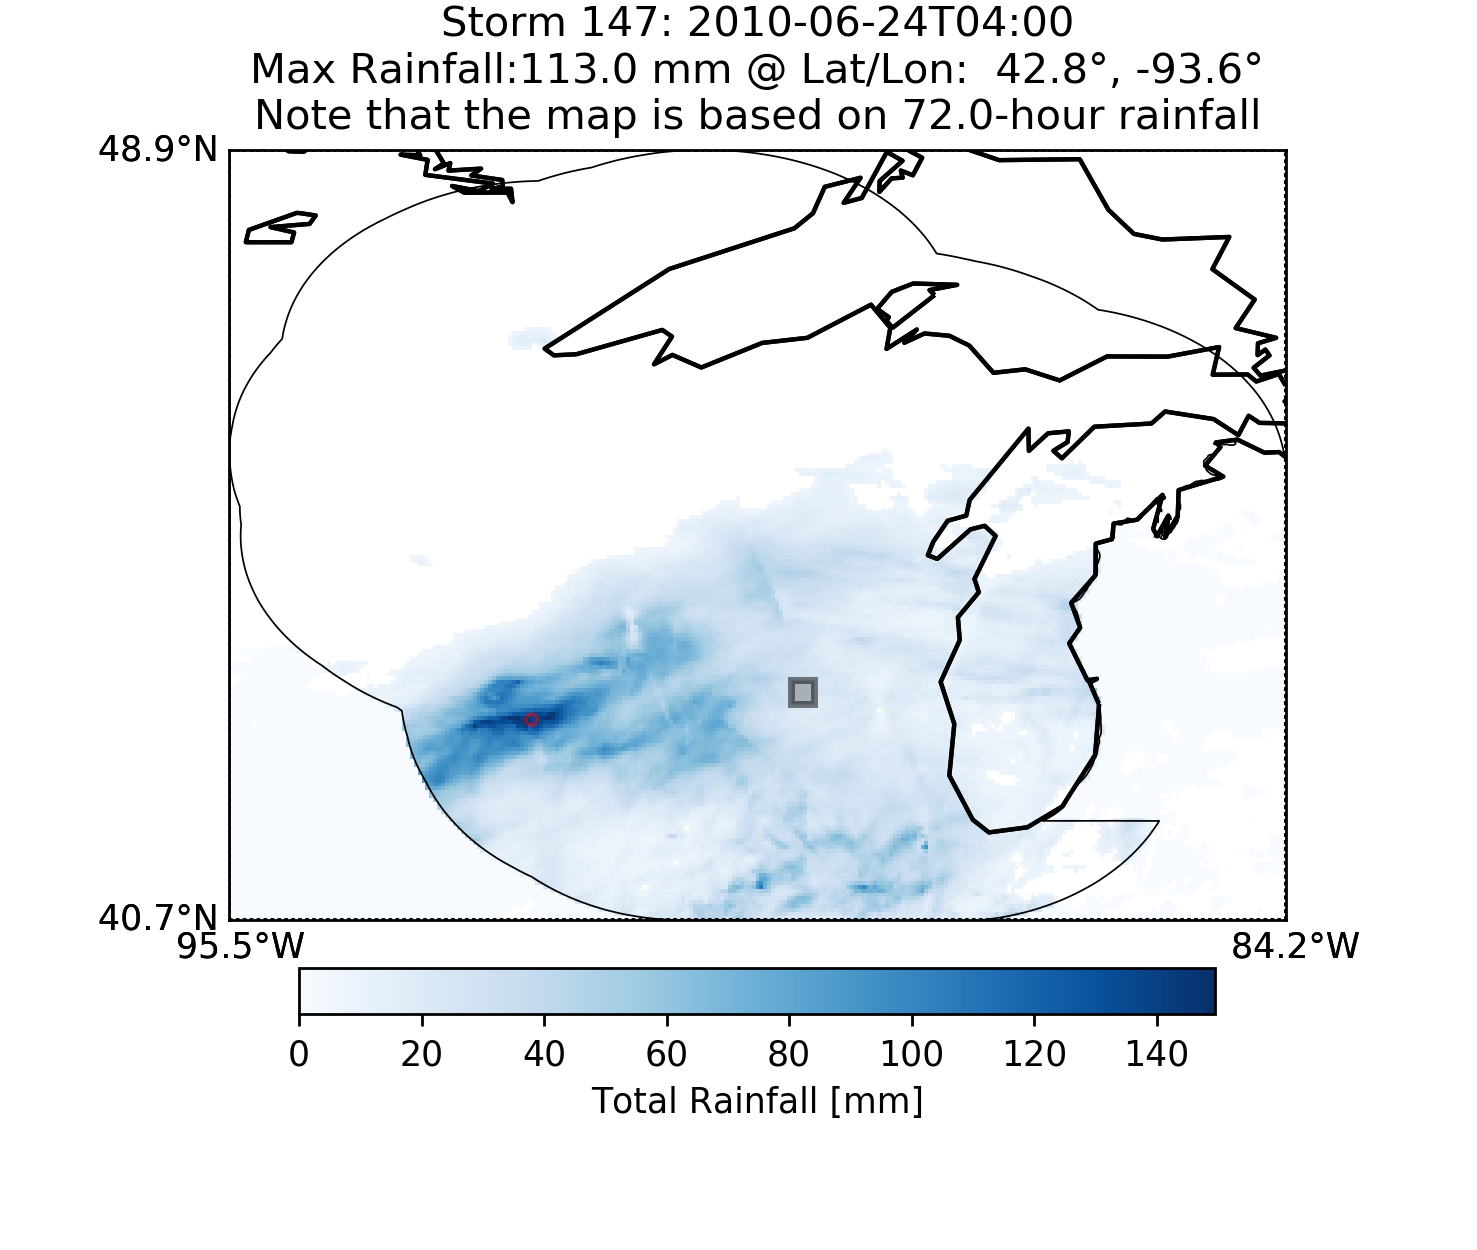 Storm 147: 2010-06-24T04:00
Max Rainfall:113.0 mm @ Lat/Lon:  42.8°, -93.6°
Note that the map is based on 72.0-hour rainfall
48.9°N
40.7°N
95.5°W 84.2°W
0 20 40 60 80 100 120 140
Total Rainfall [mm]